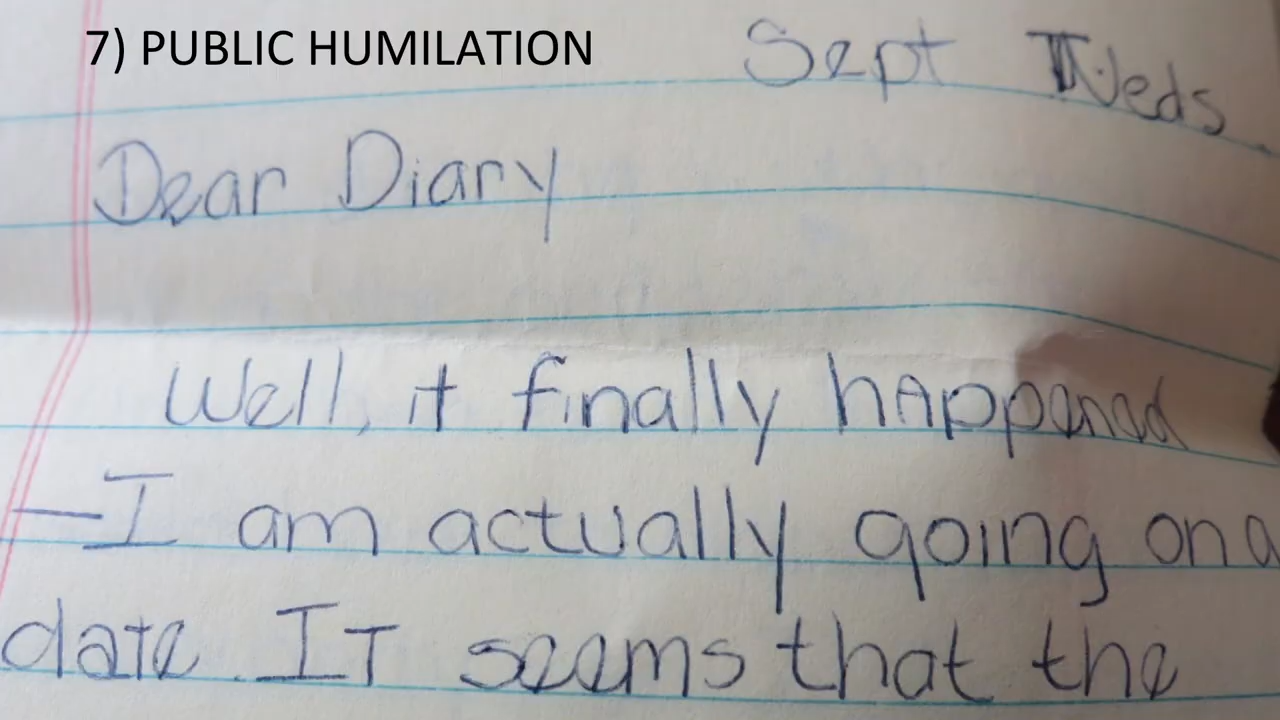 7) PUBLIC HUMILATION
Sept Weds
Dear Diary
Well, it finally happened
—I am actually going on a
date. IT seems that the